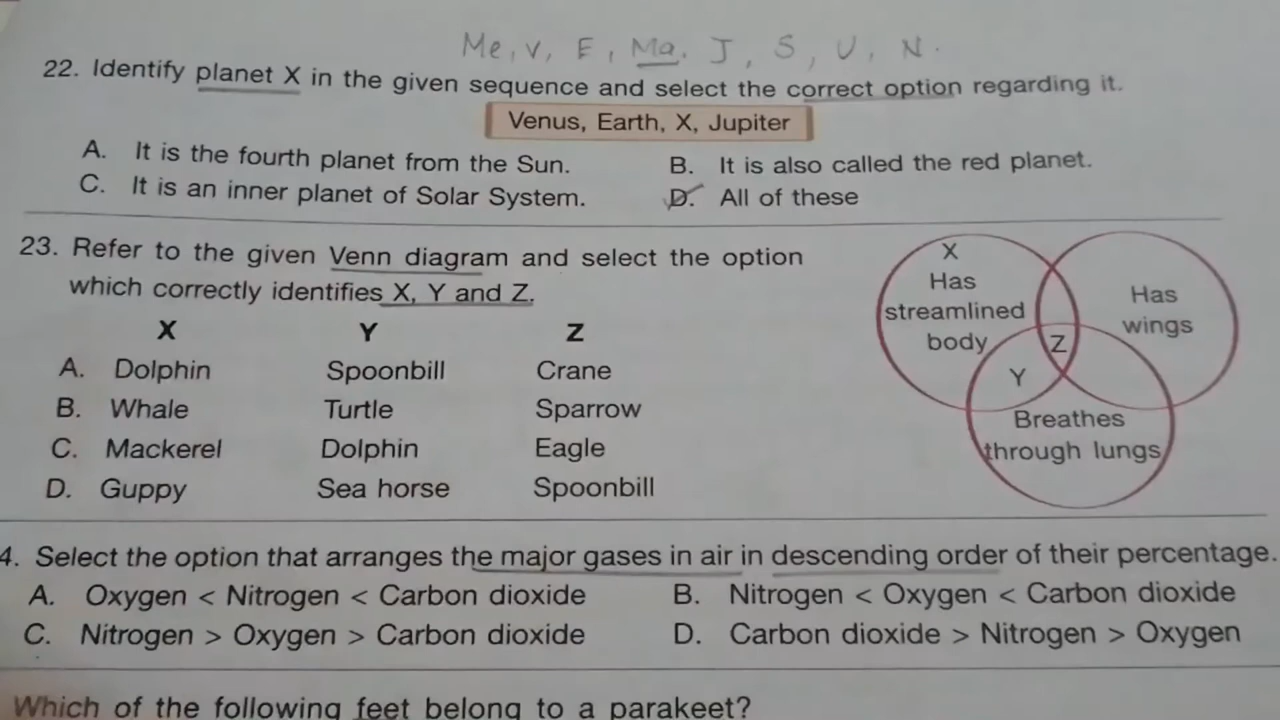 Me, V, E, Ma. J, S, U, N.
22. Identify planet X in the given sequence and select the correct option regarding it.
Venus, Earth, X, Jupiter
A. It is the fourth planet from the Sun.
B. It is also called the red planet.
C. It is an inner planet of Solar System.
D. All of these
23. Refer to the given Venn diagram and select the option
which correctly identifies X, Y and Z.
X Y Z
A. Dolphin Spoonbill Crane
B. Whale Turtle Sparrow
C. Mackerel Dolphin Eagle
D. Guppy Sea horse Spoonbill
X
Has
streamlined
body
Has
wings
Z
Y
Breathes
through lungs
4. Select the option that arranges the major gases in air in descending order of their percentage.
A. Oxygen < Nitrogen < Carbon dioxide
B. Nitrogen < Oxygen < Carbon dioxide
C. Nitrogen > Oxygen > Carbon dioxide
D. Carbon dioxide > Nitrogen > Oxygen
Which of the following feet belong to a parakeet?